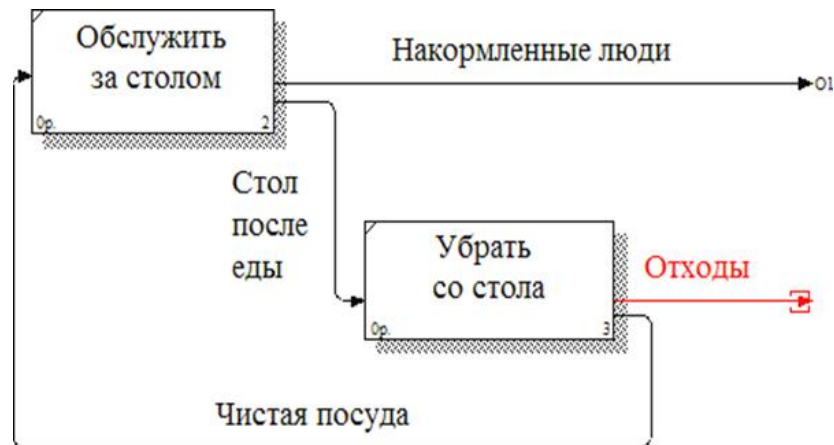 Обслужить
за столом
0р.
2
Накормленные люди
O1
Стол
после
еды
Убрать
со стола
0р.
3
Отходы
Чистая посуда